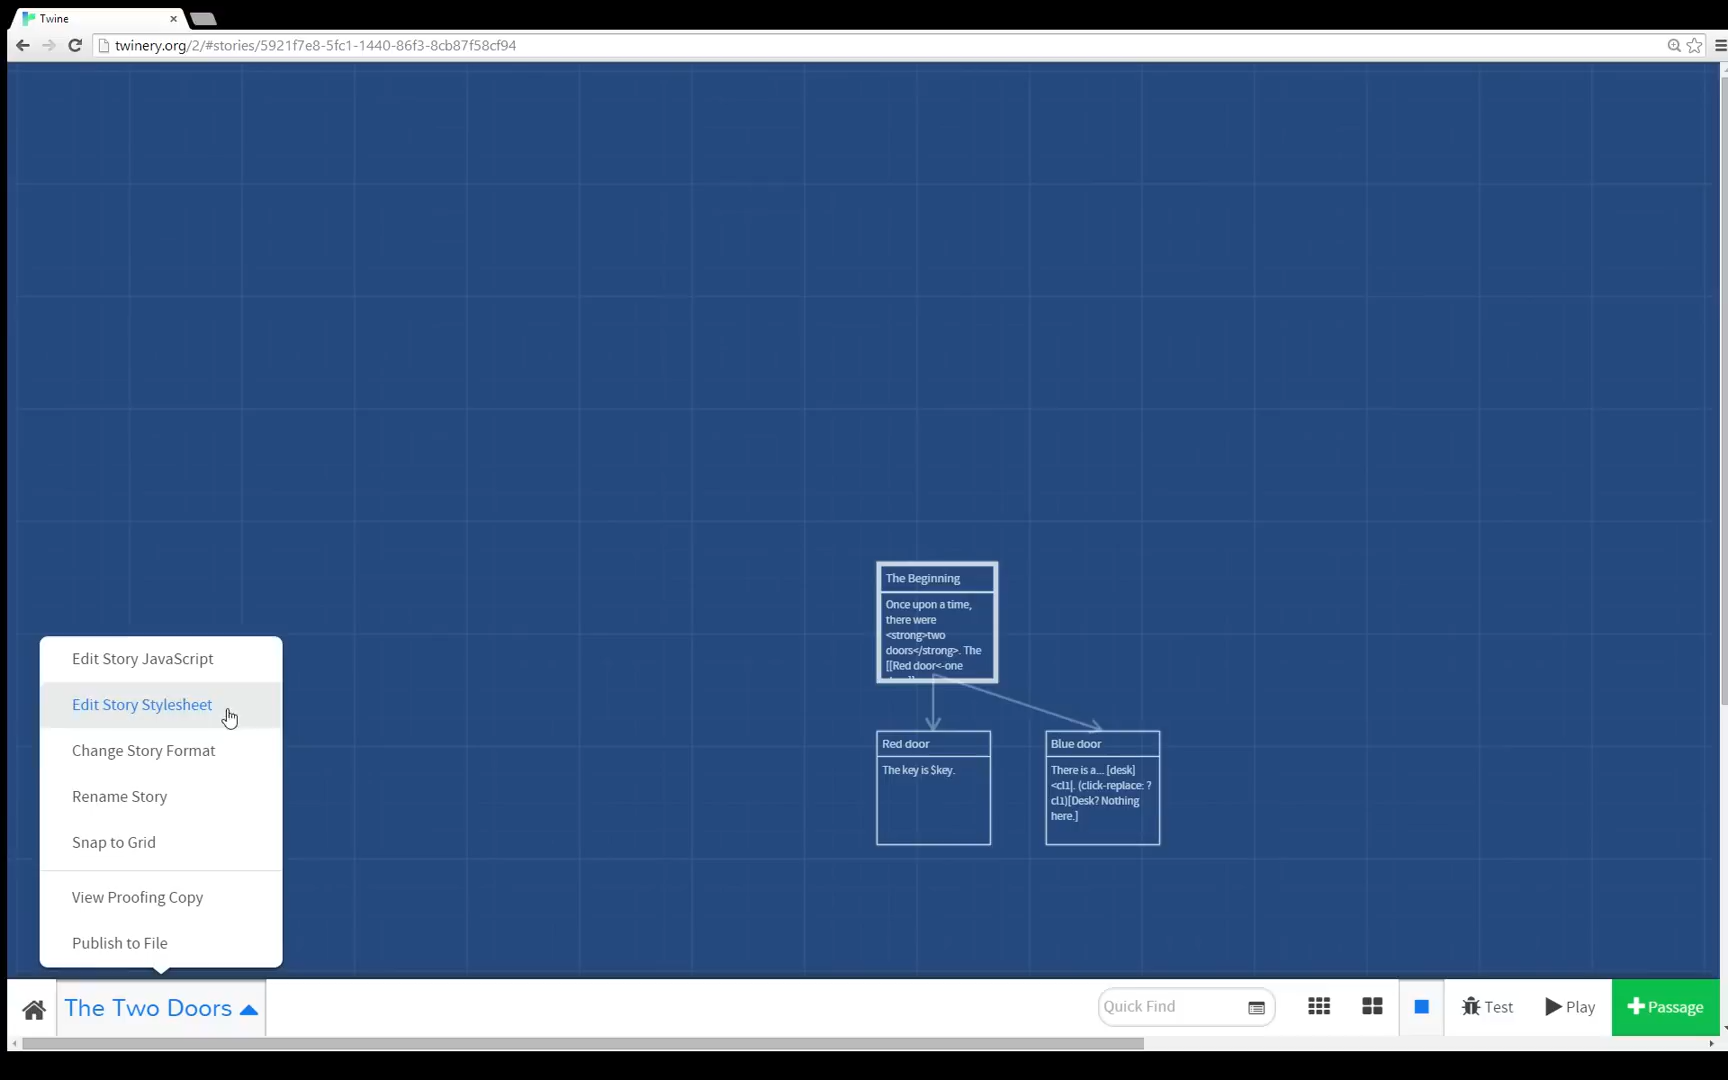 Twine
twinery.org/2/#stories/5921f7e8-5fc1-1440-86f3-8cb87f58cf94
The Beginning
Once upon a time,
there were
<strong>two
doors</strong>. The
[[Red door<-one
Red door
The key is $key.
Blue door
There is a... [desk]
<cl1|. (click-replace: ?
cl1)[Desk? Nothing
here.]
Edit Story JavaScript
Edit Story Stylesheet
Change Story Format
Rename Story
Snap to Grid
View Proofing Copy
Publish to File
The Two Doors
Quick Find
Test
Play
Passage